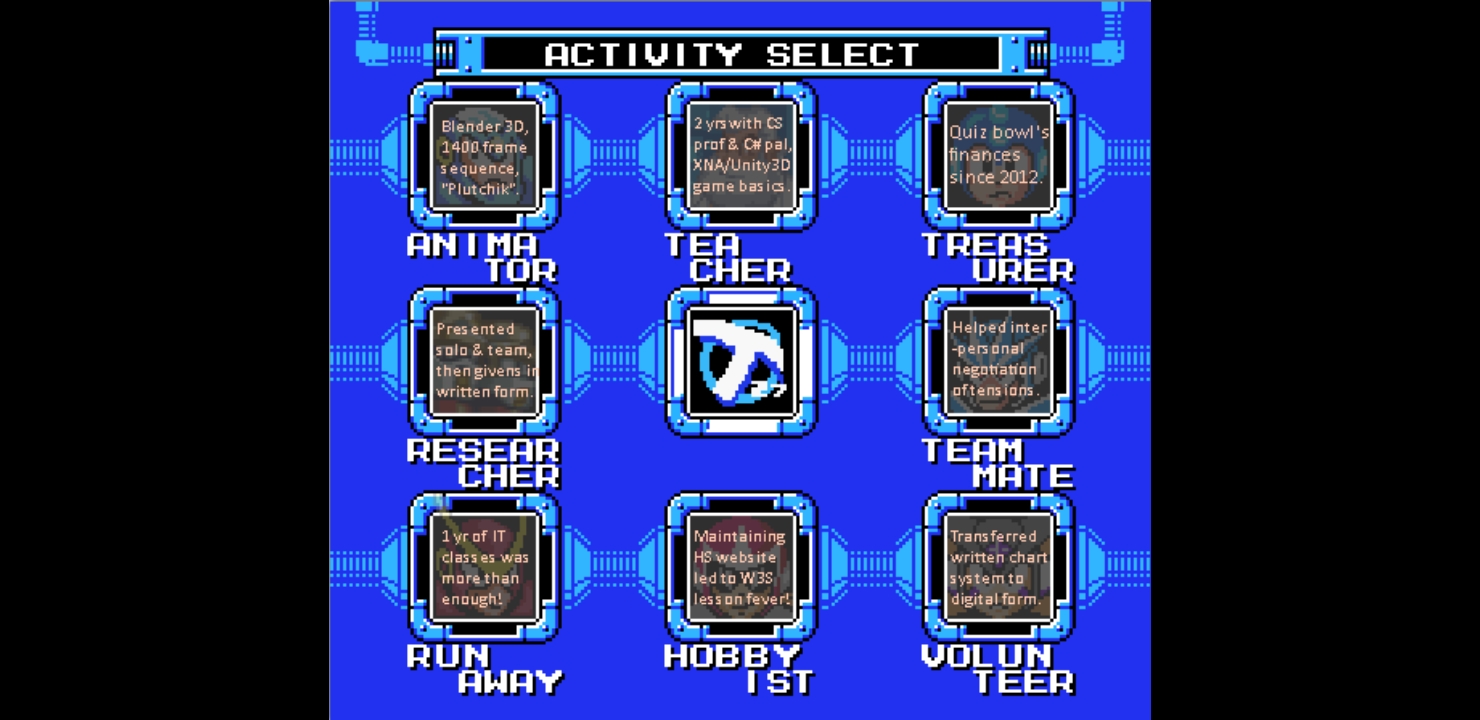 ACTIVITY SELECT
Blender 3D,
1400 frame
sequence,
"Plutchik".
ANIMA
TOR
2 yrs with CS
prof & C# pal,
XNA/Unity3D
game basics.
TEA
CHER
Quiz bowl's
finances
since 2012.
TREAS
URER
Presented
solo & team,
then givens in
written form.
RESEAR
CHER
Helped inter
-personal
negotiation
of tensions.
TEAM
MATE
1 yr of IT
classes was
more than
enough!
RUN
AWAY
Maintaining
HS website
led to W3S
lesson fever!
HOBBY
IST
Transferred
written chart
system to
digital form.
VOLUN
TEER